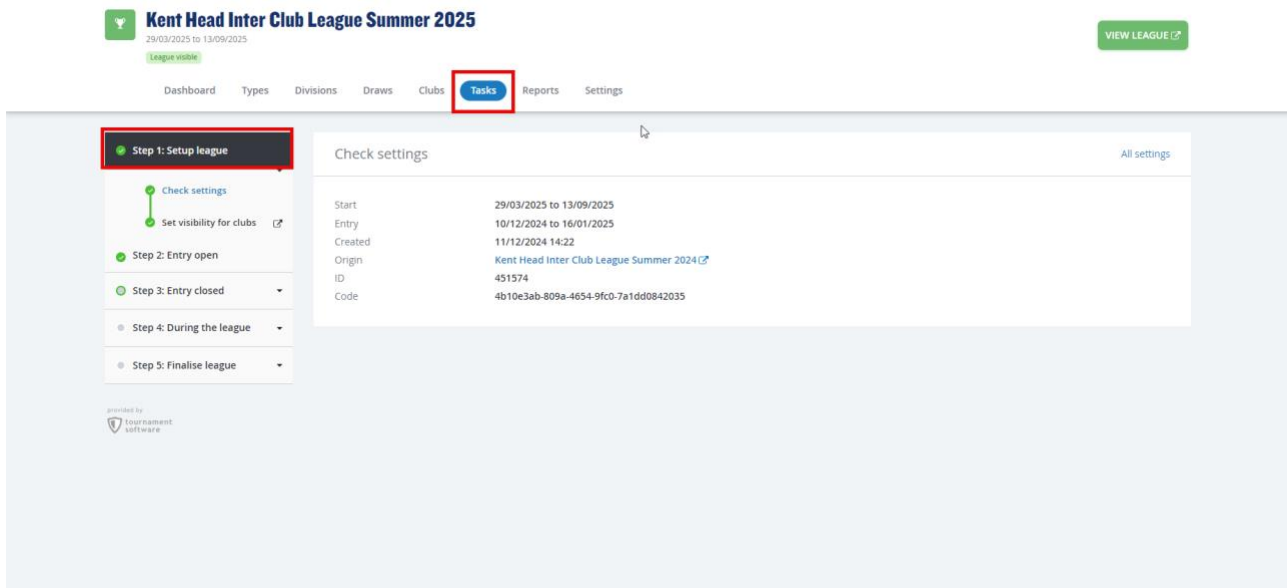 Kent Head Inter Club League Summer 2025
29/03/2025 to 13/09/2025
League visible
VIEW LEAGUE
Dashboard Types Divisions Draws Clubs Tasks Reports Settings
Step 1: Setup league
Check settings
Set visibility for clubs
Step 2: Entry open
Step 3: Entry closed
Step 4: During the league
Step 5: Finalise league
provided by
tournament
software
Check settings All settings
Start 29/03/2025 to 13/09/2025
Entry 10/12/2024 to 16/01/2025
Created 11/12/2024 14:22
Origin Kent Head Inter Club League Summer 2024
ID 451574
Code 4b10e3ab-809a-4654-9fc0-7a1dd0842035